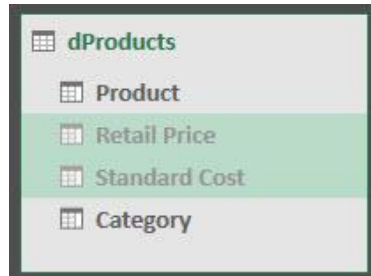 dProducts
Product
Retail Price
Standard Cost
Category